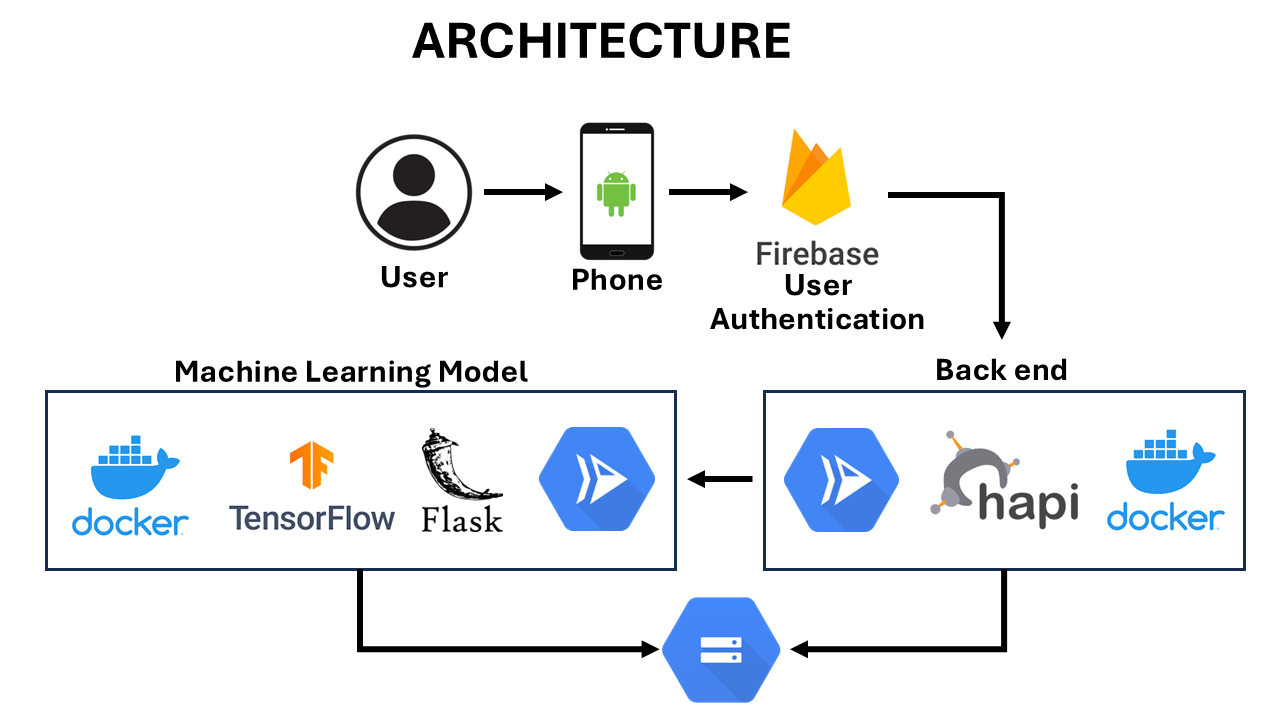 ARCHITECTURE
User
Phone
Firebase
User
Authentication
Machine Learning Model
Back end
docker
TensorFlow
Flask
hapi
docker